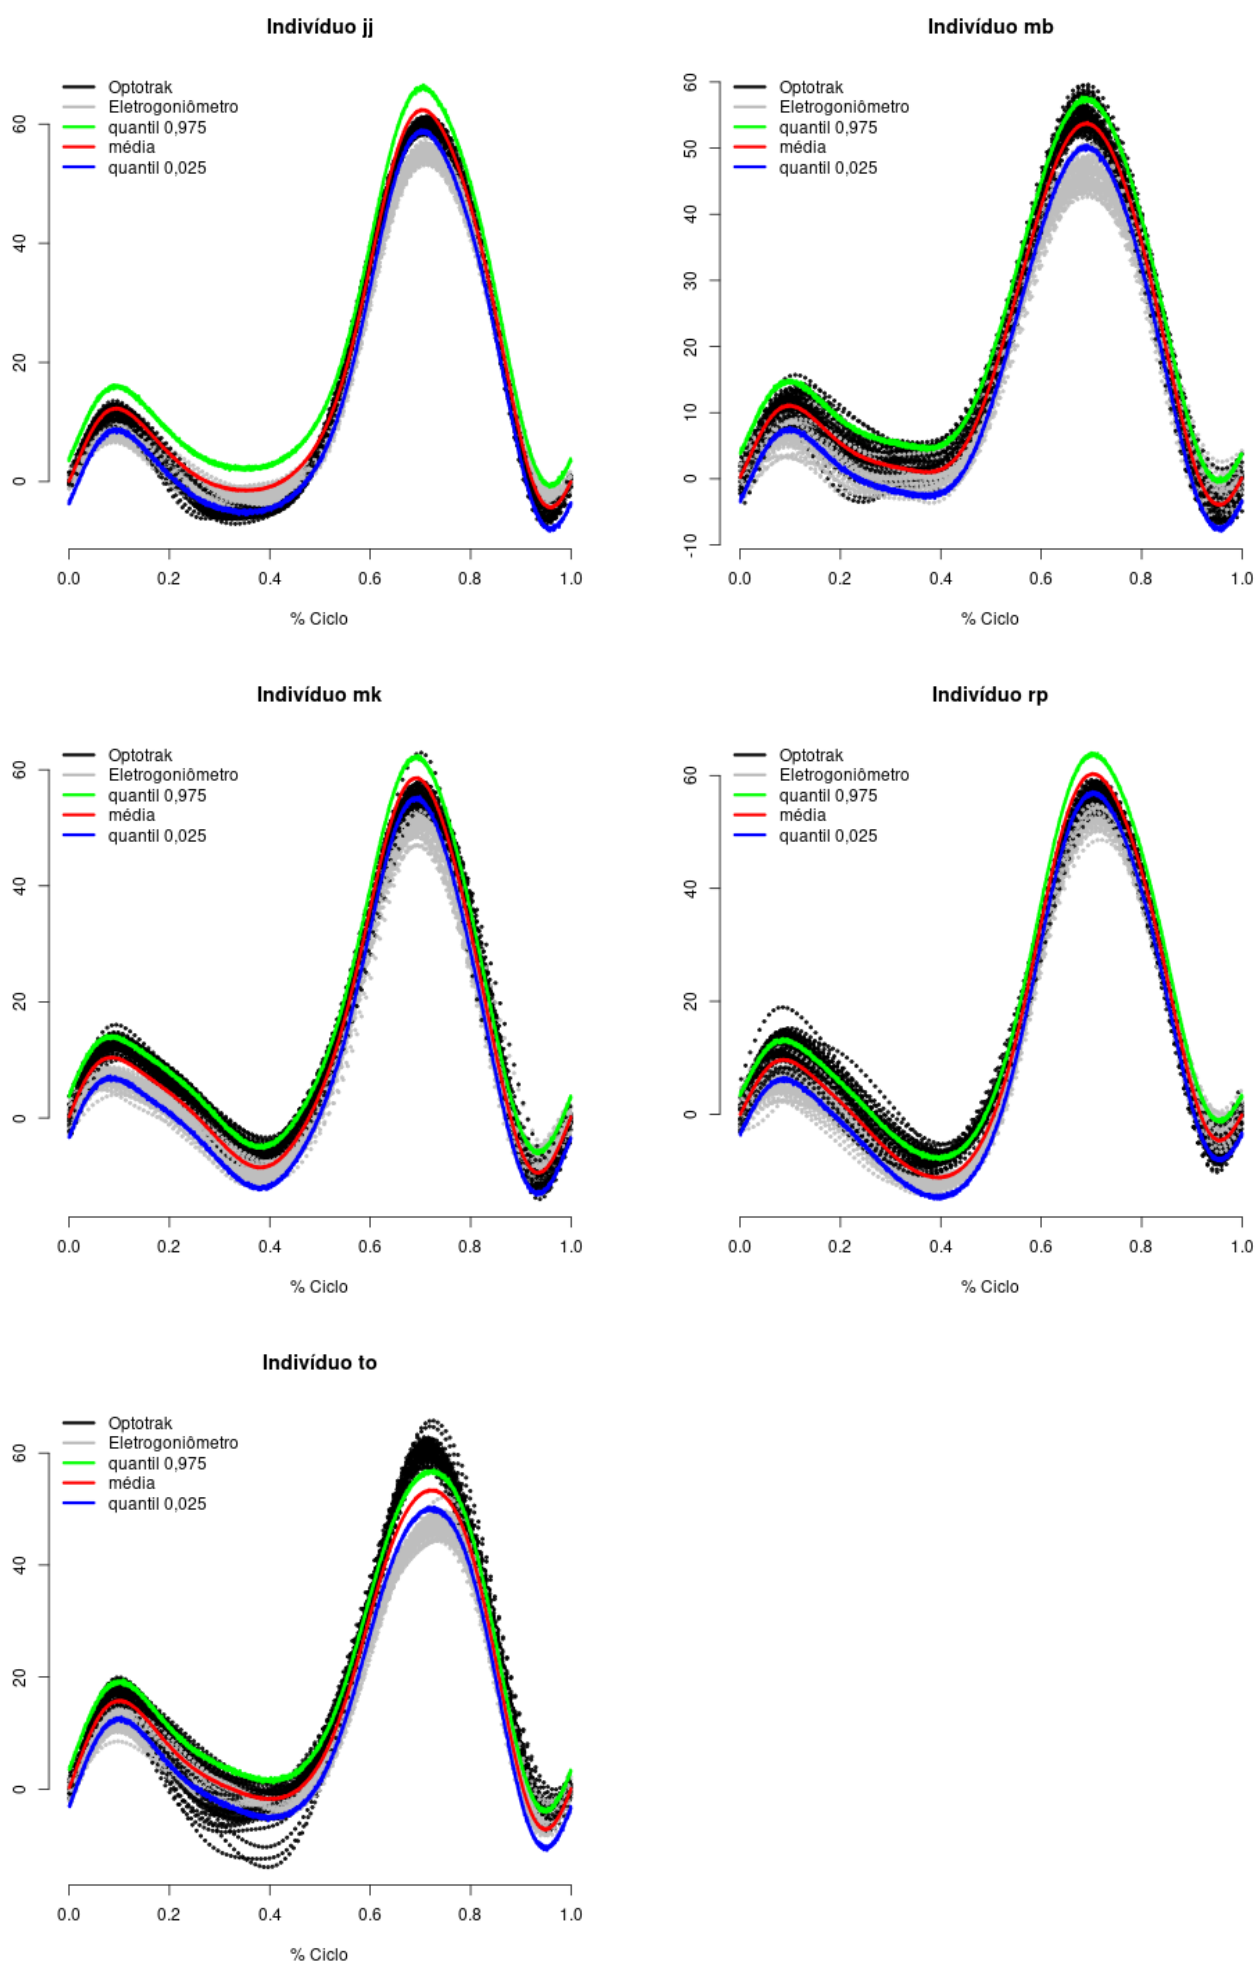 Indivíduo jj
Optotrak
Eletrogoniômetro
quantil 0,975
média
quantil 0,025
0 20 40 60
0.0 0.2 0.4 0.6 0.8 1.0
% Ciclo
Indivíduo mb
Optotrak
Eletrogoniômetro
quantil 0,975
média
quantil 0,025
-10 0 10 20 30 40 50 60
0.0 0.2 0.4 0.6 0.8 1.0
% Ciclo
Indivíduo mk
Optotrak
Eletrogoniômetro
quantil 0,975
média
quantil 0,025
0 20 40 60
0.0 0.2 0.4 0.6 0.8 1.0
% Ciclo
Indivíduo rp
Optotrak
Eletrogoniômetro
quantil 0,975
média
quantil 0,025
0 20 40 60
0.0 0.2 0.4 0.6 0.8 1.0
% Ciclo
Indivíduo to
Optotrak
Eletrogoniômetro
quantil 0,975
média
quantil 0,025
0 20 40 60
0.0 0.2 0.4 0.6 0.8 1.0
% Ciclo